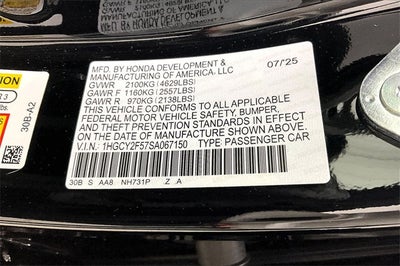 MFD. BY HONDA DEVELOPMENT & 07/25
MANUFACTURING OF AMERICA, LLC
GVWR 2100KG(4629LBS)
GAWR F 1160KG(2557LBS)
GAWR R 970KG(2138LBS)
THIS VEHICLE CONFORMS TO ALL APPLICABLE
FEDERAL MOTOR VEHICLE SAFETY, BUMPER,
AND THEFT PREVENTION STANDARDS IN EFFECT
ON THE DATE OF MANUFACTURE SHOWN ABOVE.
V.I.N.: 1HGCY2F57SA067150 TYPE PASSENGER CAR
30B S AA8 NH731P Z A
30B-A2